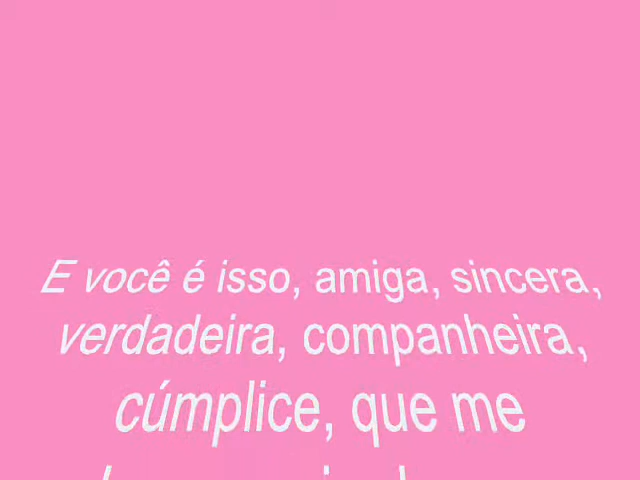 E você é isso, amiga, sincera,
verdadeira, companheira,
cúmplice, que me